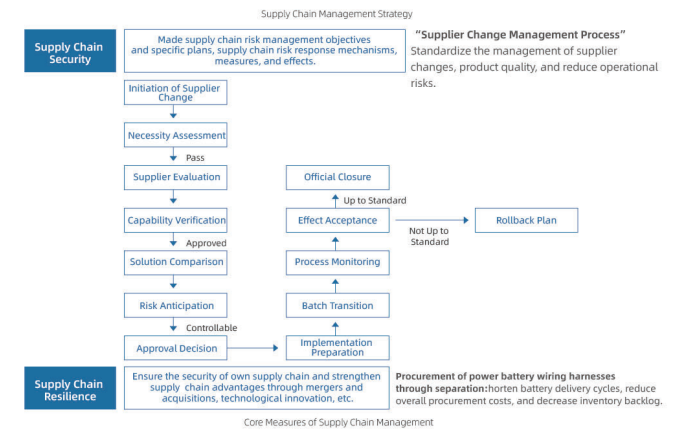 Supply Chain Management Strategy
Supply Chain
Security
Made supply chain risk management objectives
and specific plans, supply chain risk response mechanisms,
measures, and effects.
“Supplier Change Management Process”
Standardize the management of supplier
changes, product quality, and reduce operational
risks.
Initiation of Supplier
Change
Necessity Assessment
Pass
Supplier Evaluation
Capability Verification
Approved
Solution Comparison
Risk Anticipation
Controllable
Approval Decision
Implementation
Preparation
Batch Transition
Process Monitoring
Effect Acceptance
Up to Standard
Official Closure
Not Up to
Standard
Rollback Plan
Supply Chain
Resilience
Ensure the security of own supply chain and strengthen
supply chain advantages through mergers and
acquisitions, technological innovation, etc.
Procurement of power battery wiring harnesses
through separation:horten battery delivery cycles, reduce
overall procurement costs, and decrease inventory backlog.
Core Measures of Supply Chain Management